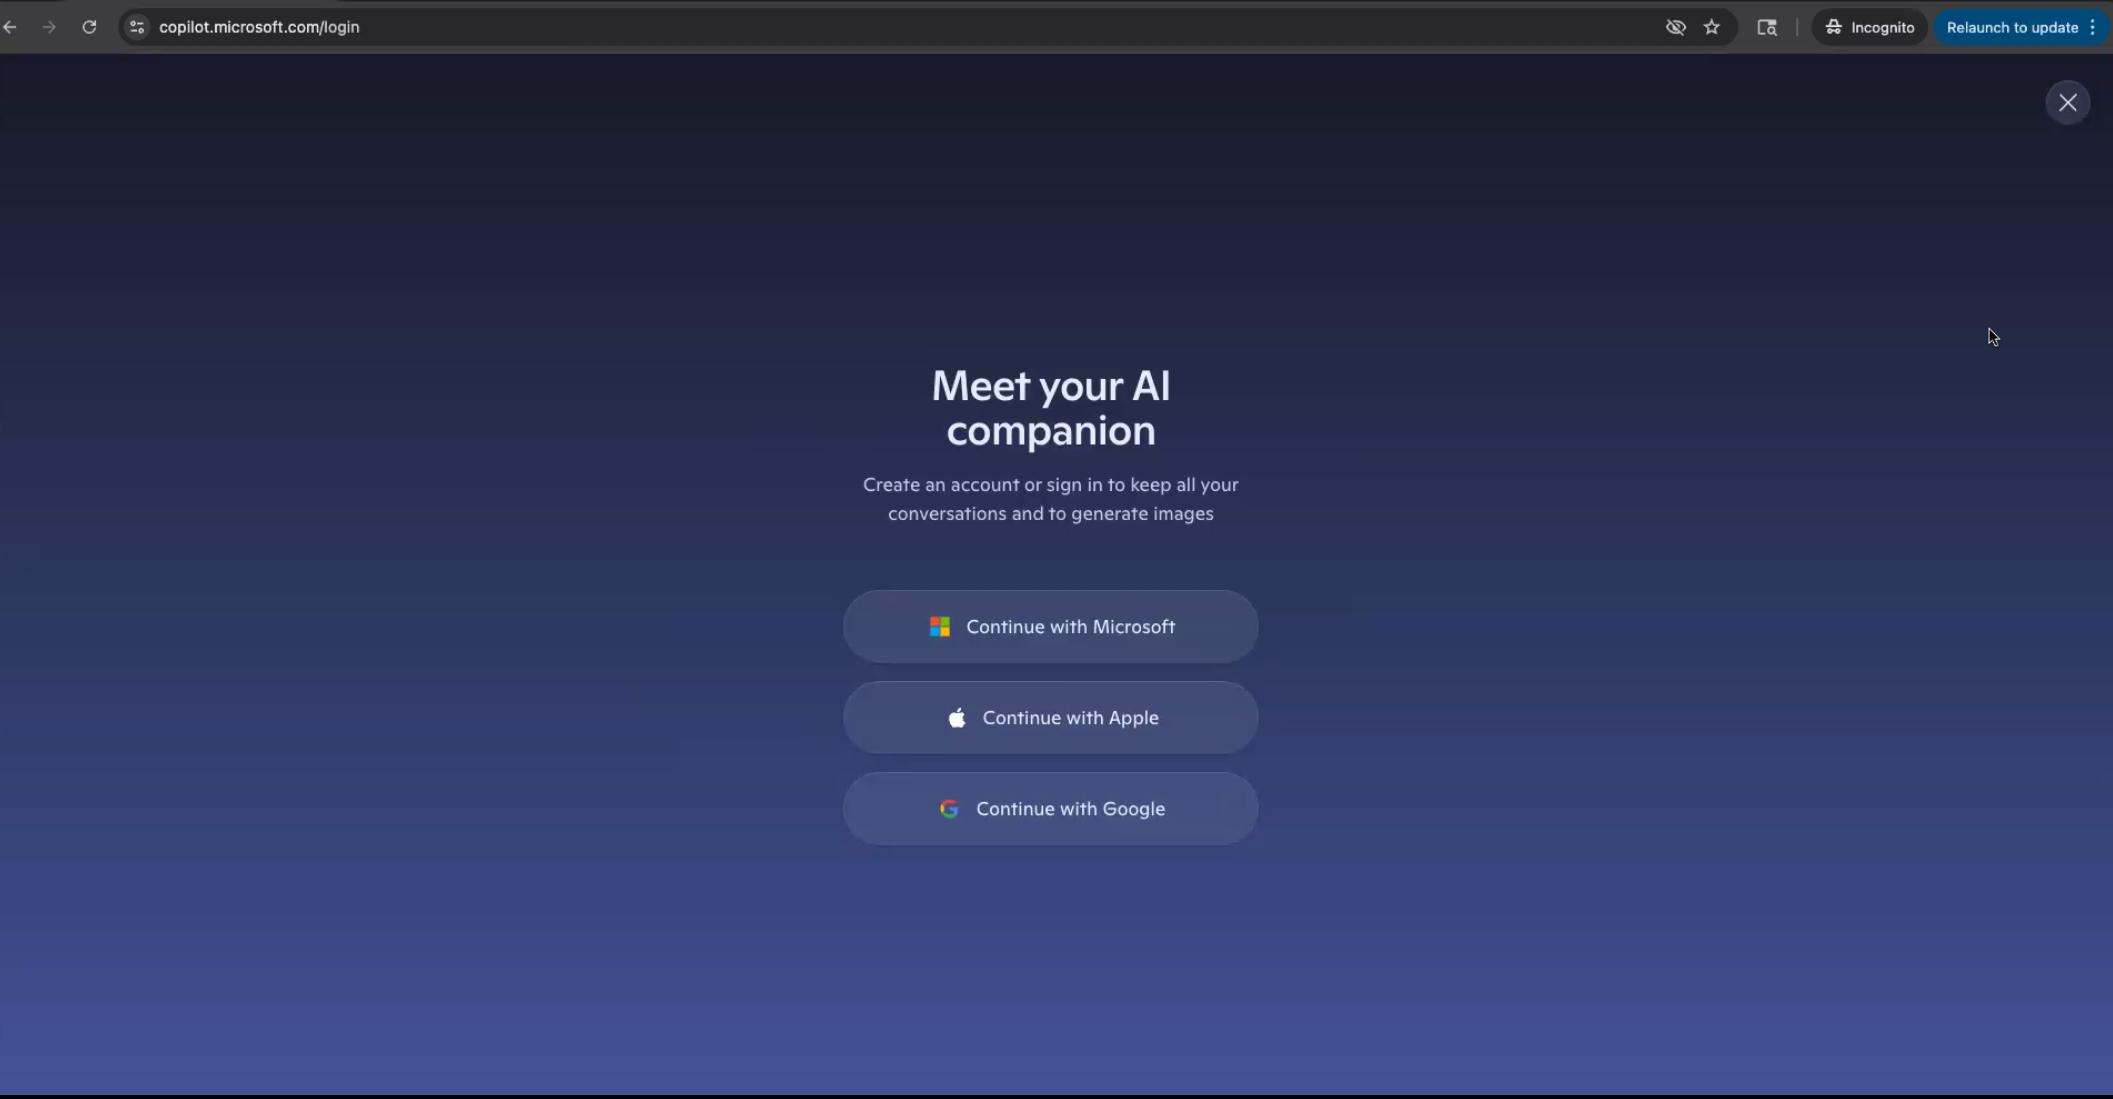 copilot.microsoft.com/login
Incognito
Relaunch to update
Meet your AI
companion
Create an account or sign in to keep all your
conversations and to generate images
Continue with Microsoft
Continue with Apple
Continue with Google